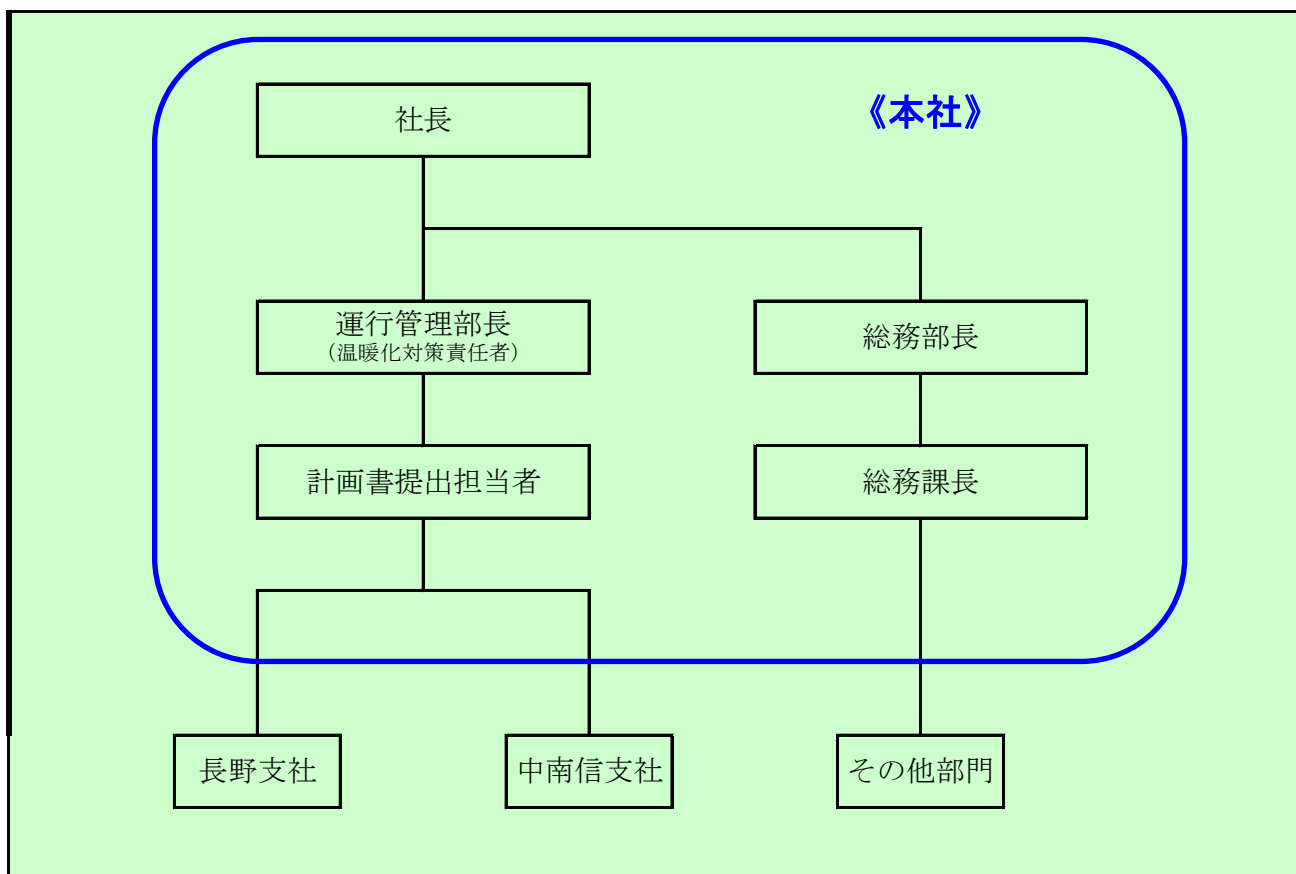 社長
《本社》
運行管理部長
（温暖化対策責任者）
総務部長
計画書提出担当者
総務課長
長野支社
中南信支社
その他部門